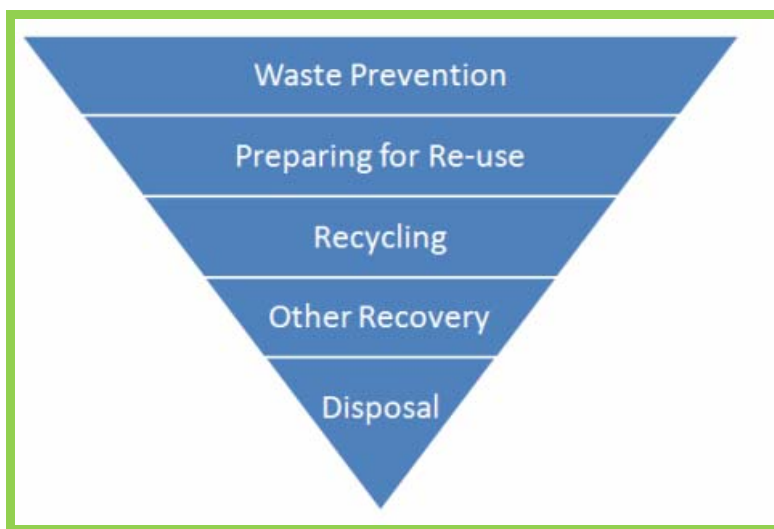 Waste Prevention
Preparing for Re-use
Recycling
Other Recovery
Disposal